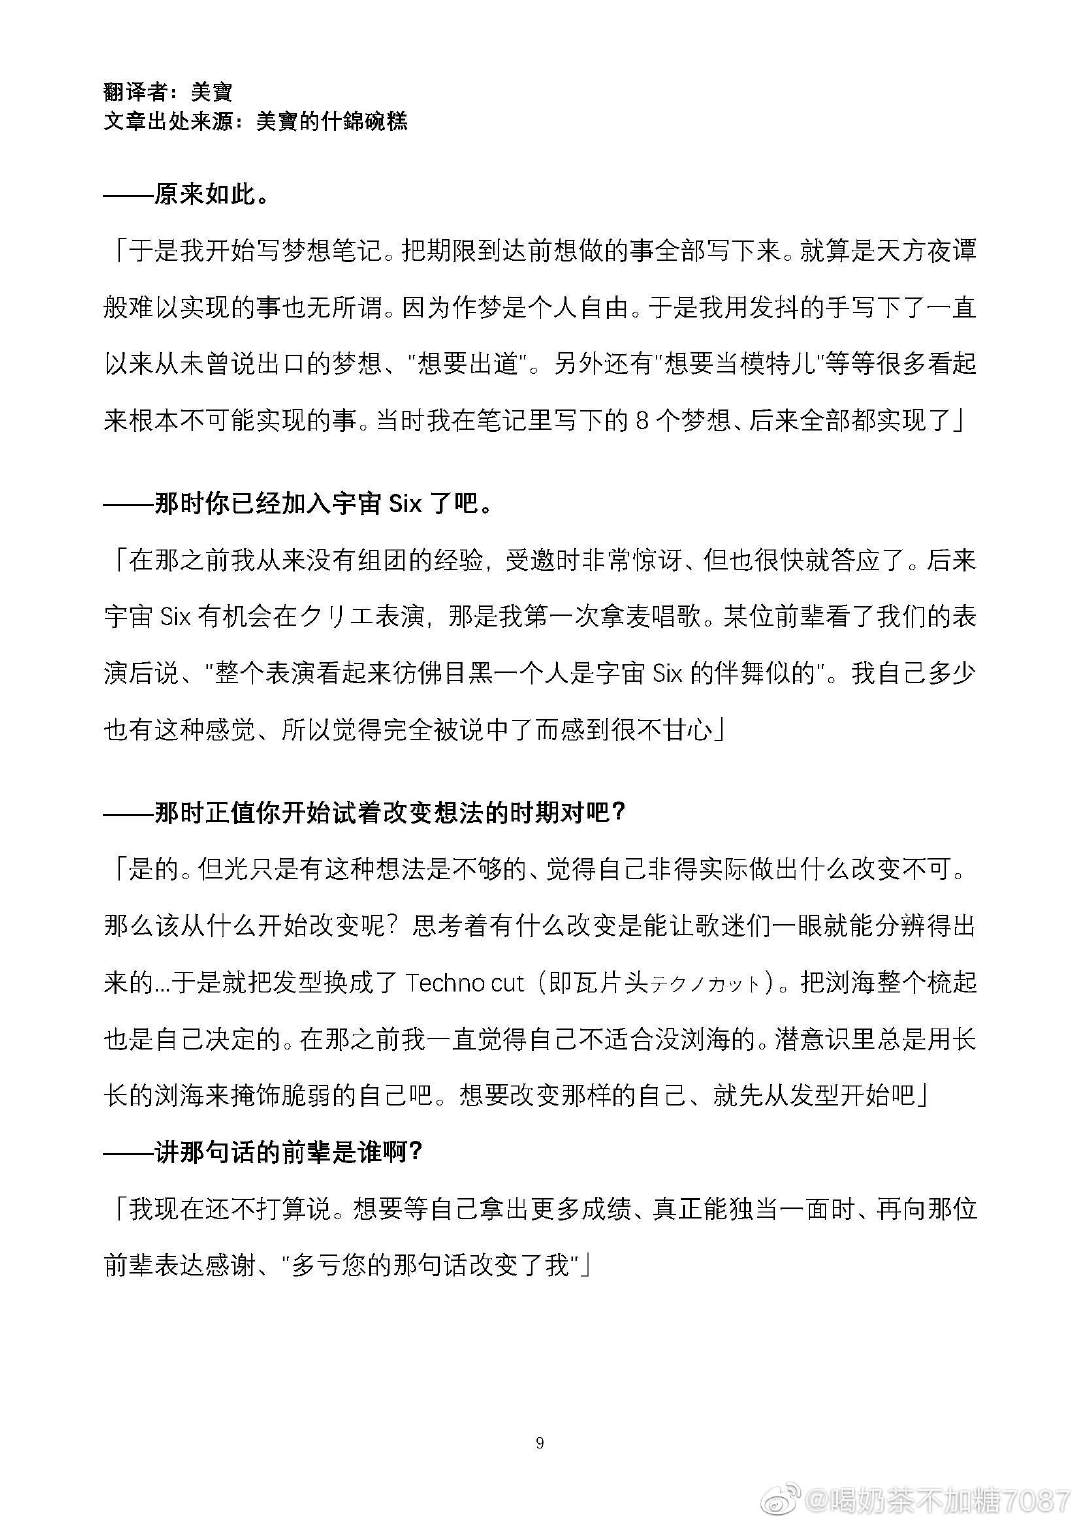 翻译者：美寶
文章出处来源：美寶的什錦碗糕
——原来如此。
「于是我开始写梦想笔记。把期限到达前想做的事全部写下来。就算是天方夜谭
般难以实现的事也无所谓。因为作梦是个人自由。于是我用发抖的手写下了一直
以来从未曾说出口的梦想、"想要出道"。另外还有"想要当模特儿"等等很多看起
来根本不可能实现的事。当时我在笔记里写下的 8 个梦想、后来全部都实现了」
——那时你已经加入宇宙 Six 了吧。
「在那之前我从来没有组团的经验，受邀时非常惊讶、但也很快就答应了。后来
宇宙 Six 有机会在クリエ表演，那是我第一次拿麦唱歌。某位前辈看了我们的表
演后说、"整个表演看起来彷佛目黑一个人是宇宙 Six 的伴舞似的"。我自己多少
也有这种感觉、所以觉得完全被说中了而感到很不甘心」
——那时正值你开始试着改变想法的时期对吧？
「是的。但光只是有这种想法是不够的、觉得自己非得实际做出什么改变不可。
那么该从什么开始改变呢？思考着有什么改变是能让歌迷们一眼就能分辨得出
来的...于是就把发型换成了 Techno cut（即瓦片头テクノカット）。把浏海整个梳起
也是自己决定的。在那之前我一直觉得自己不适合没浏海的。潜意识里总是用长
长的浏海来掩饰脆弱的自己吧。想要改变那样的自己、就先从发型开始吧」
——讲那句话的前辈是谁啊？
「我现在还不打算说。想要等自己拿出更多成绩、真正能独当一面时、再向那位
前辈表达感谢、"多亏您的那句话改变了我"」
9
@喝奶茶不加糖7087